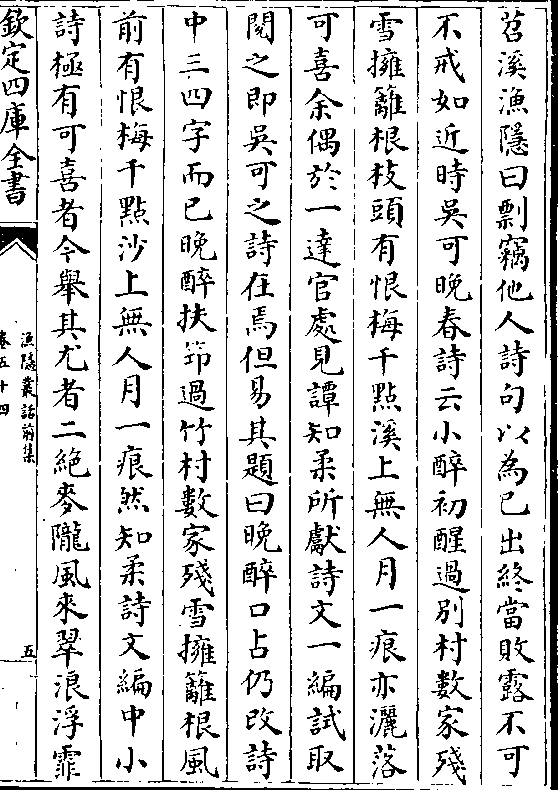 苕溪漁隱曰剽竊他人詩句以為已出終當敗露不可
不戒如近時吳可晚春詩云小醉初醒過別村數家殘
雪擁籬根枝頭有恨梅千點溪上無人月一痕亦灑落
可喜余偶於一達官處見譚知柔所獻詩文一編試取
閱之即吳可之詩在焉但易其題曰晚醉口占仍改詩
中三四字而已晚醉扶笻過竹村數家殘雪擁籬根風
前有恨梅千點沙上無人月一痕然知柔詩文編中小
詩極有可喜者今舉其尤者二絶麥隴風來翠浪浮霏
欽定四庫全書
漁隱叢話前集
卷五十四
五